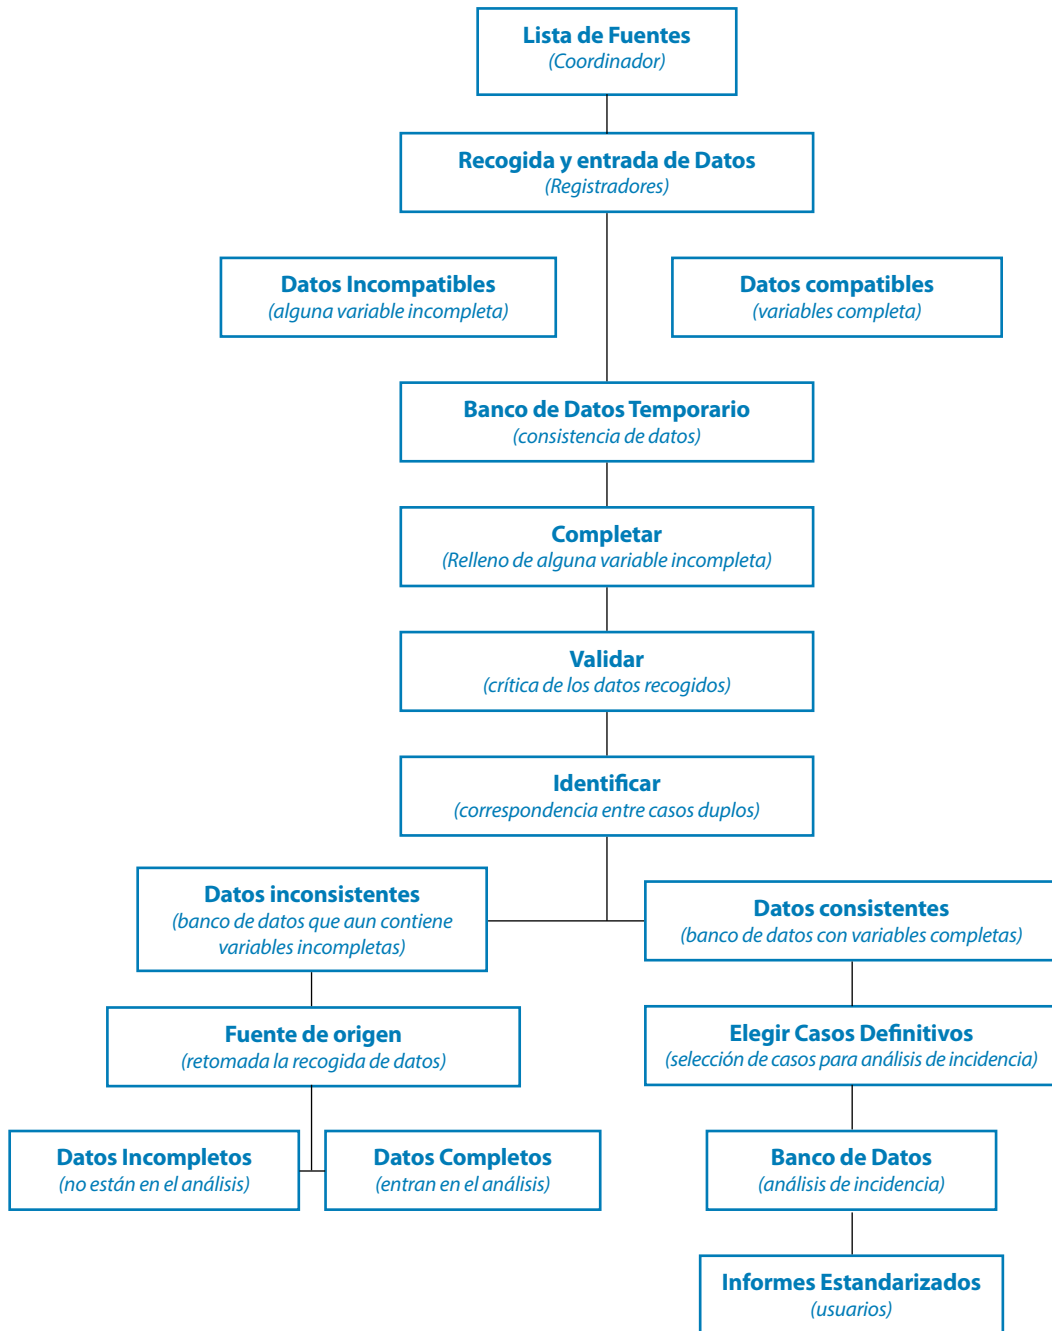 Lista de Fuentes
(Coordinador)
Recogida y entrada de Datos
(Registradores)
Datos Incompatibles
(alguna variable incompleta)
Datos compatibles
(variables completa)
Banco de Datos Temporario
(consistencia de datos)
Completar
(Relleno de alguna variable incompleta)
Validar
(crítica de los datos recogidos)
Identificar
(correspondencia entre casos duplos)
Datos inconsistentes
(banco de datos que aun contiene
variables incompletas)
Datos consistentes
(banco de datos con variables completas)
Fuente de origen
(retomada la recogida de datos)
Elegir Casos Definitivos
(selección de casos para análisis de incidencia)
Datos Incompletos
(no están en el análisis)
Datos Completos
(entran en el análisis)
Banco de Datos
(análisis de incidencia)
Informes Estandarizados
(usuarios)